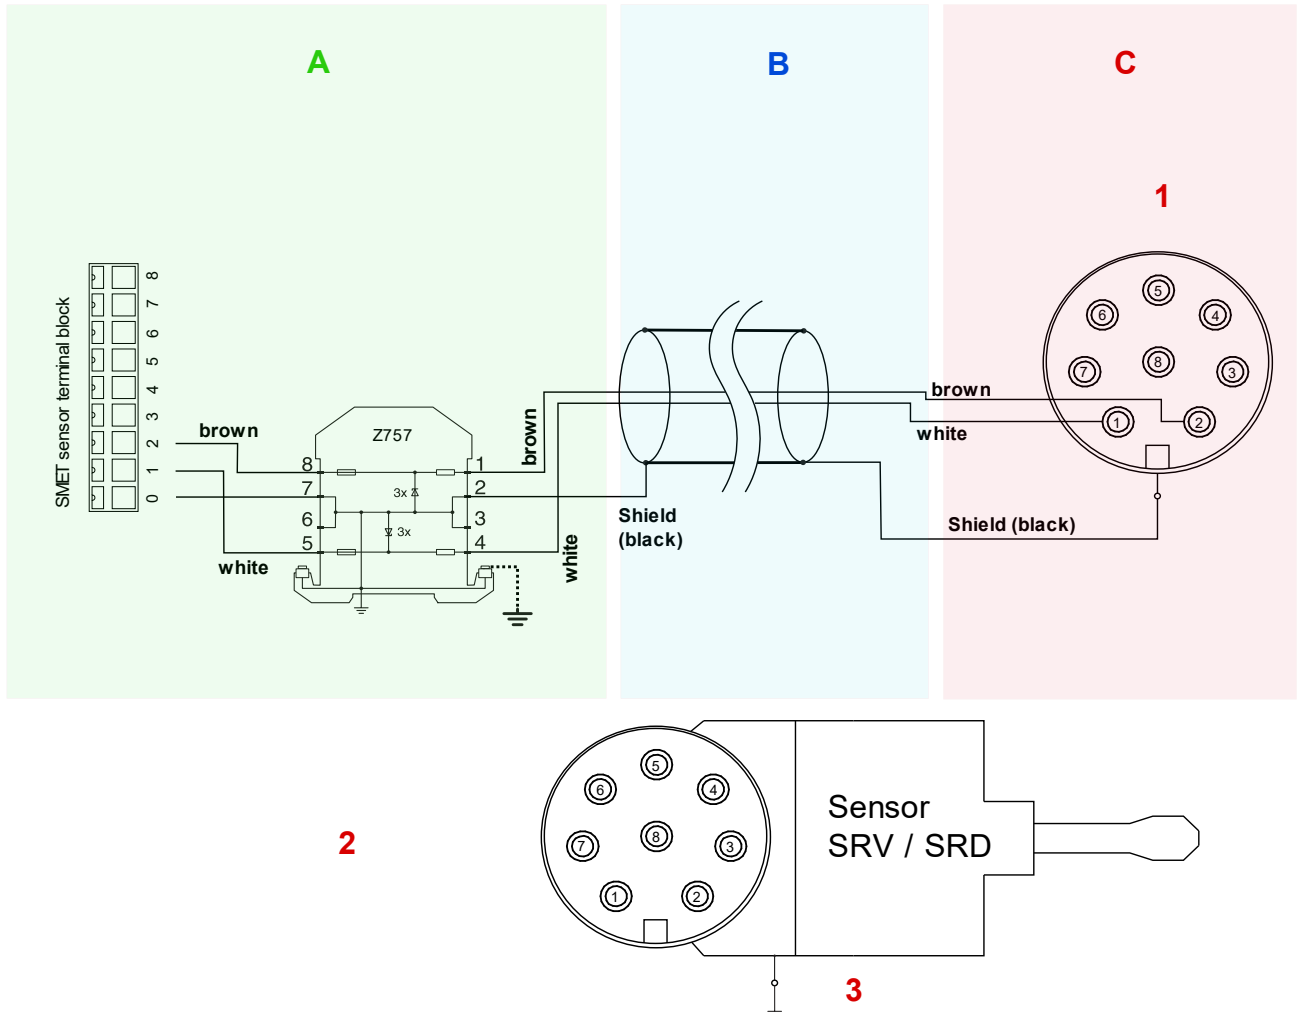 A
B
C
1
5
6
4
8
7
3
1
2
SMET sensor terminal block
8
7
6
5
4
3
2
1
0
brown
white
Z757
8
7
6
5
1
2
3
4
3x
3x
brown
white
Shield
(black)
brown
white
Shield (black)
2
5
6
4
8
7
3
1
2
Sensor
SRV / SRD
3